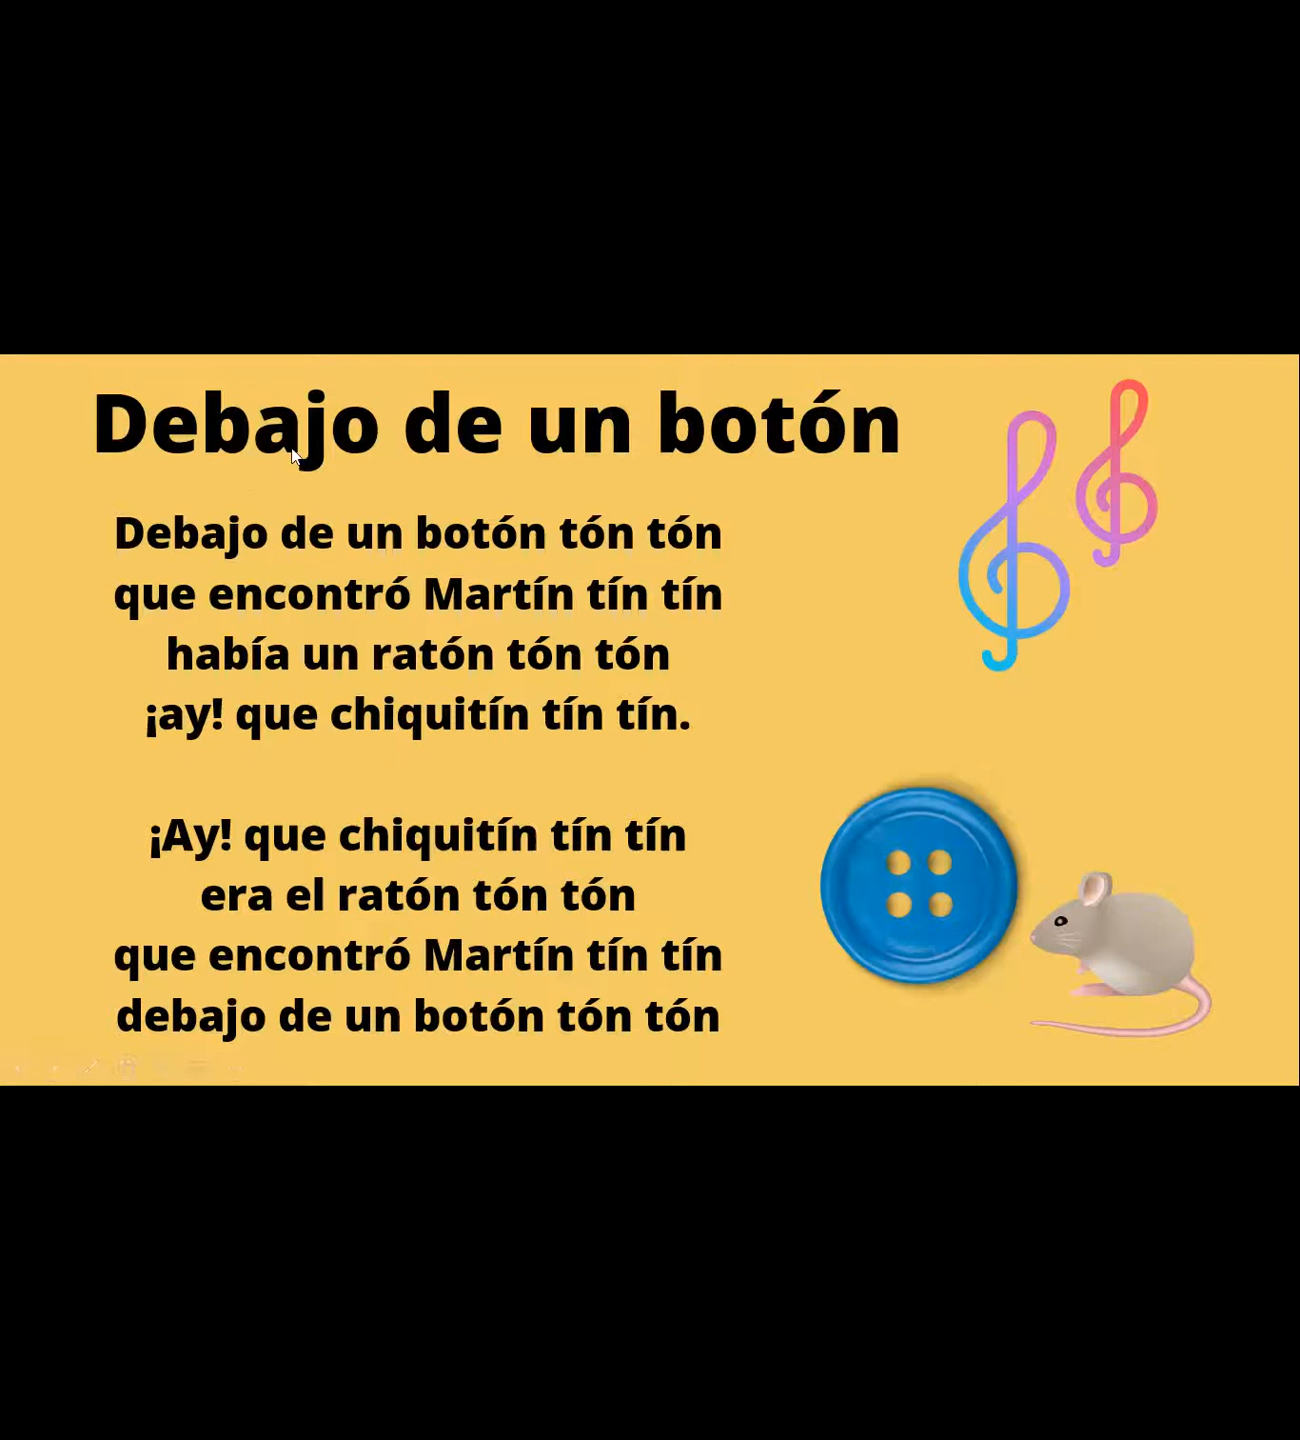 Debajo de un botón
Debajo de un botón tón tón
que encontró Martín tín tín
había un ratón tón tón
¡ay! que chiquitín tín tín.
¡Ay! que chiquitín tín tín
era el ratón tón tón
que encontró Martín tín tín
debajo de un botón tón tón